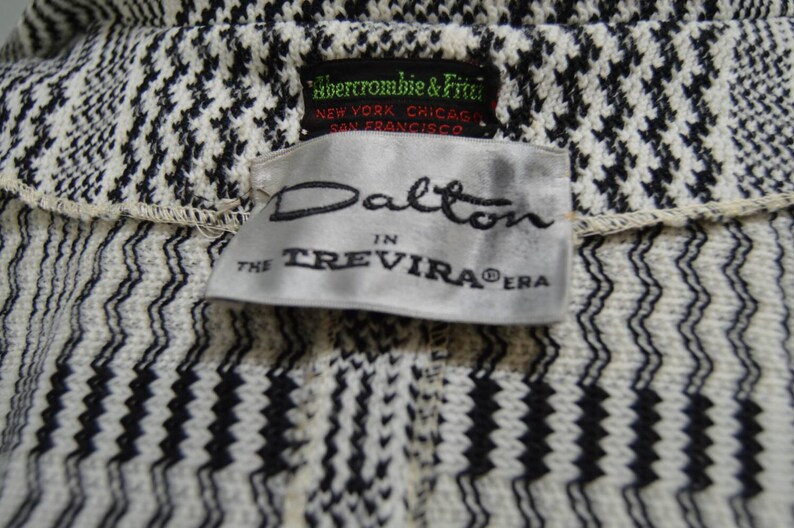 Abercrombie & Fitch
NEW YORK CHICAGO
SAN FRANCISCO
Dalton
IN
THE TREVIRA® ERA